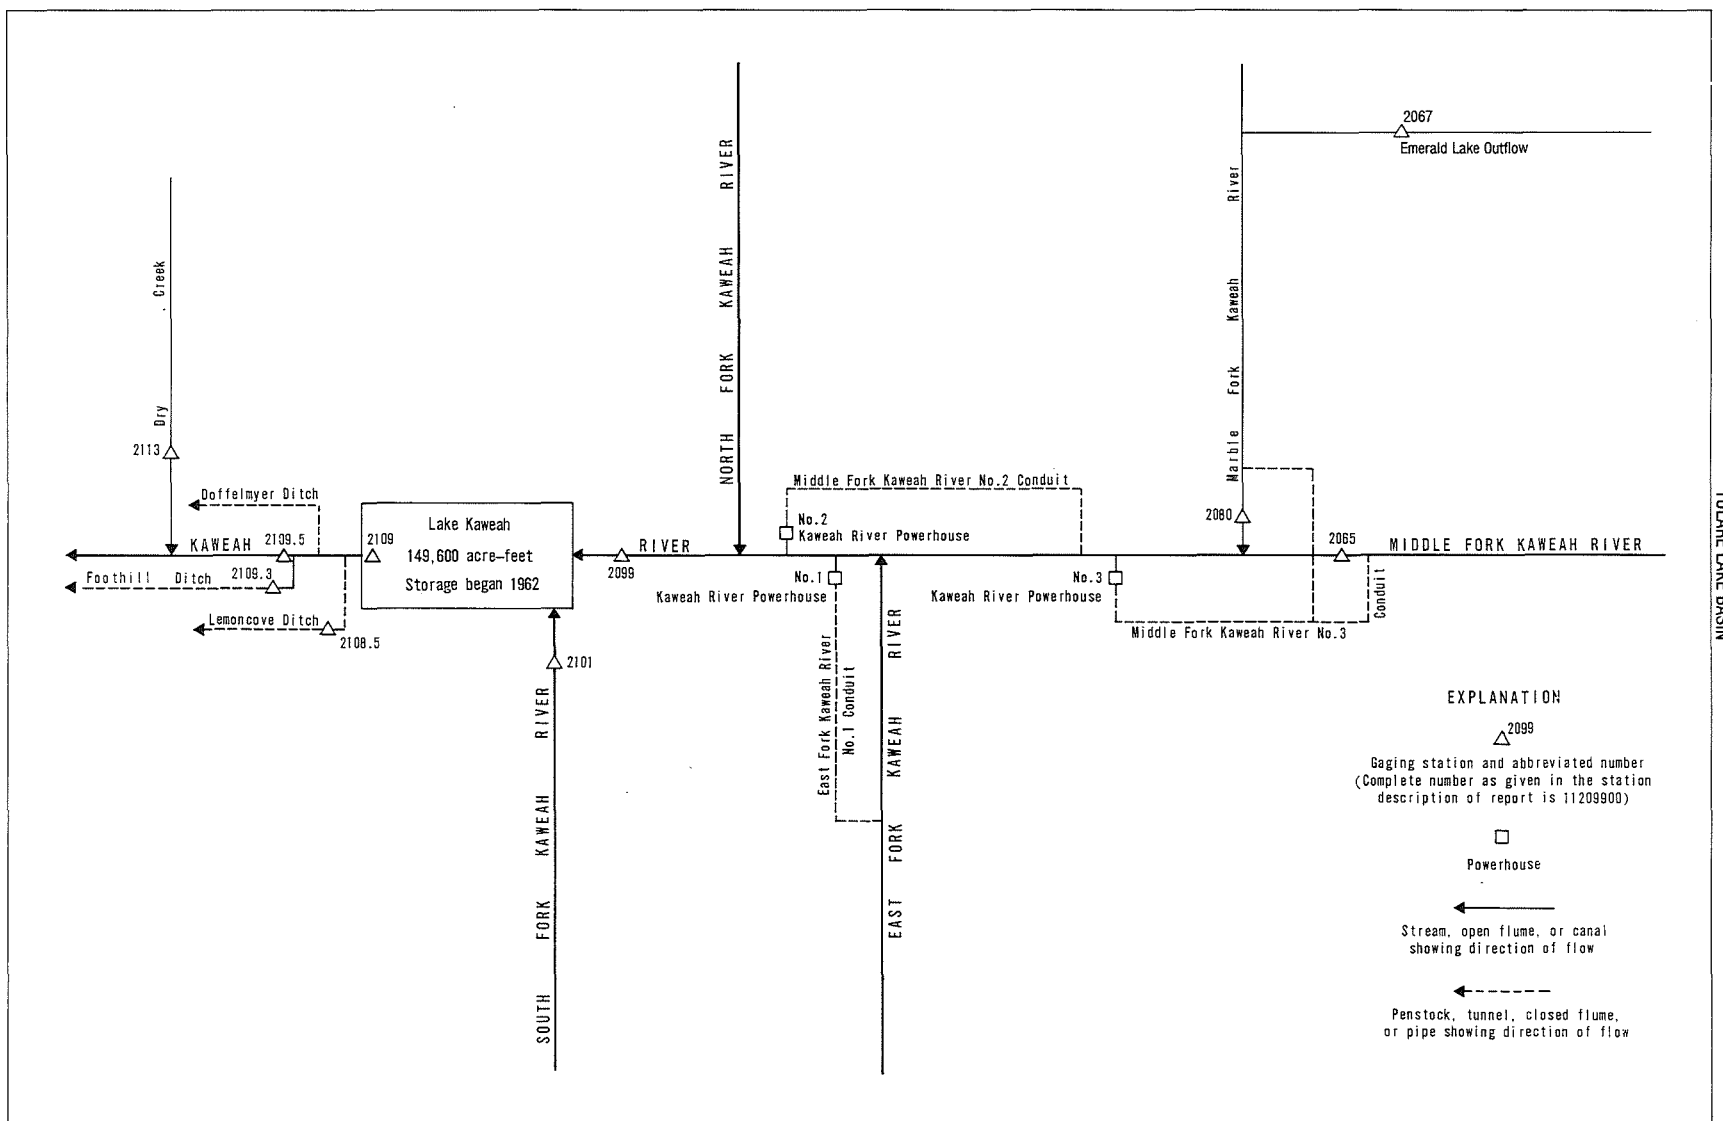 2067
Emerald Lake Outflow
Marble Fork Kaweah River
NORTH FORK KAWEAH RIVER
Dry Creek
2113
Doffelmyer Ditch
KAWEAH
2109.5
2109
Foothill Ditch
2109.3
Lemoncove Ditch
2108.5
Lake Kaweah
149,600 acre-feet
Storage began 1962
2099
RIVER
2101
SOUTH FORK KAWEAH RIVER
Middle Fork Kaweah River No.2 Conduit
No.2
Kaweah River Powerhouse
No.1
Kaweah River Powerhouse
East Fork Kaweah River
No.1 Conduit
EAST FORK KAWEAH RIVER
No.3
Kaweah River Powerhouse
2080
2065
MIDDLE FORK KAWEAH RIVER
Middle Fork Kaweah River No.3
Conduit
EXPLANATION
2099
Gaging station and abbreviated number
(Complete number as given in the station
description of report is 11209900)
Powerhouse
Stream, open flume, or canal
showing direction of flow
Penstock, tunnel, closed flume,
or pipe showing direction of flow
TULARE LAKE BASIN